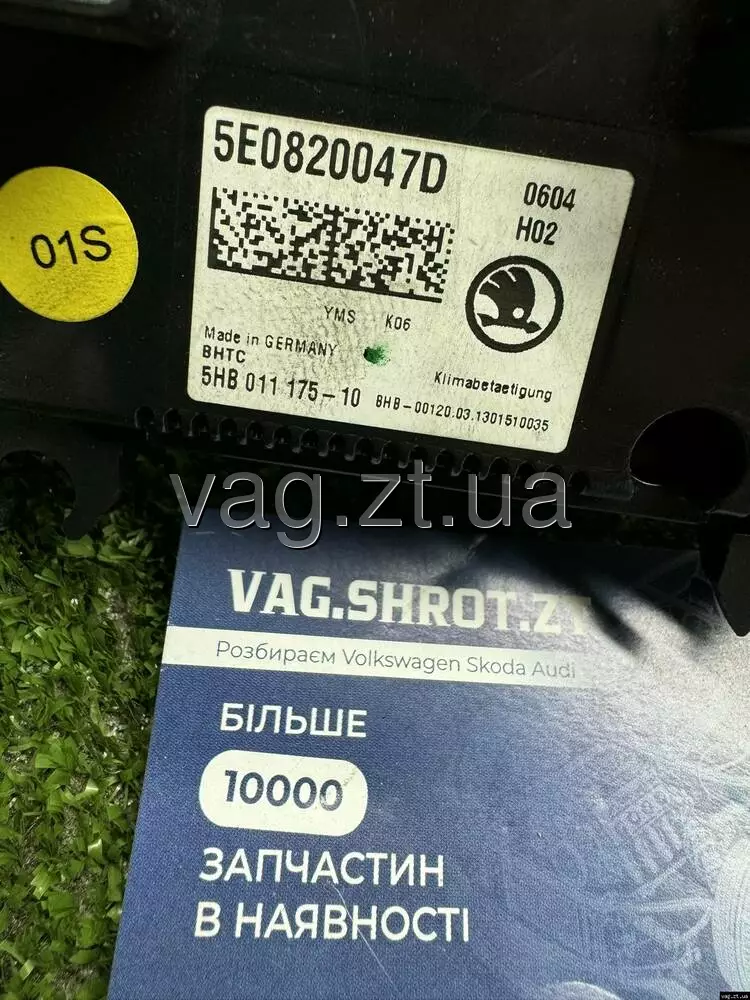 5E0820047D
0604
H02
01S
YMS K06
Made in GERMANY
BHTC
Klimabetaetigung
5HB 011 175-10
BHB-00120.03.1301510035
vag.zt.ua
VAG.SHROT.ZT
Розбираєм Volkswagen Skoda Audi
БІЛЬШЕ
10000
ЗАПЧАСТИН
В НАЯВНОСТІ
vag.zt.ua